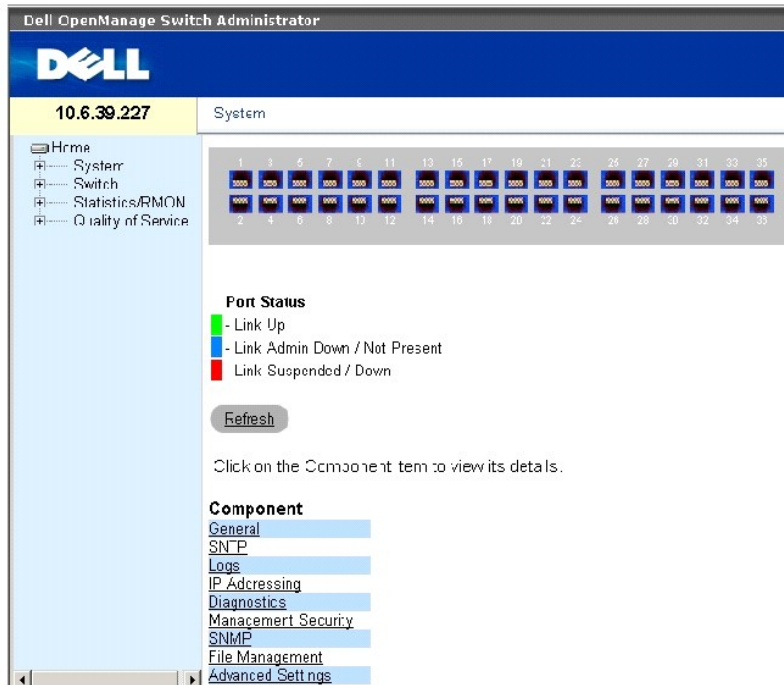 Dell OpenManage Switch Administrator
DELL
10.6.39.227
System
Home
System
Switch
Statistics/RMON
Quality of Service
1 3 5 7 9 11 13 15 17 19 21 23 25 27 29 31 33 35
2 4 6 8 10 12 14 16 18 20 22 24 26 28 30 32 34 36
Port Status
- Link Up
- Link Admin Down / Not Present
Link Suspended / Down
Refresh
Click on the Component item to view its details.
Component
General
SNTP
Logs
IP Addressing
Diagnostics
Management Security
SNMP
File Management
Advanced Settings